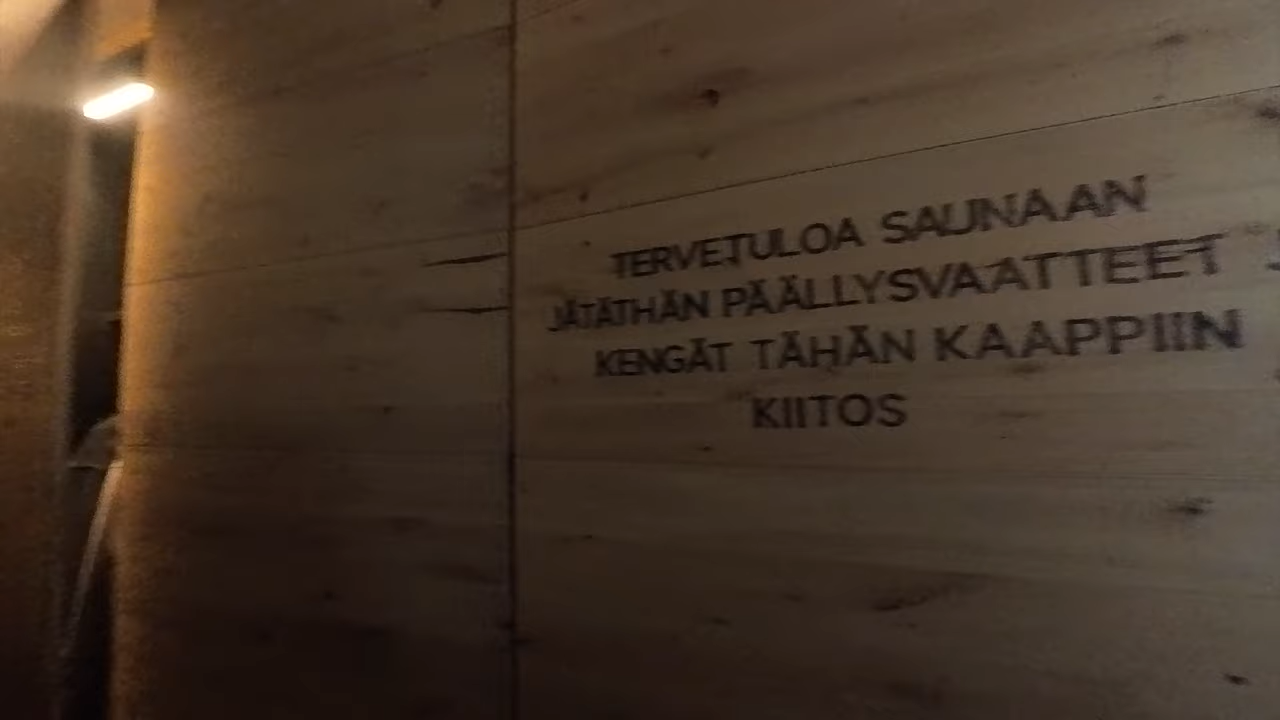 TERVETULOA SAUNAAN
JÄTÄTHÄN PÄÄLLYSVAATTEET
KENGÄT TÄHÄN KAAPPIIN
KIITOS